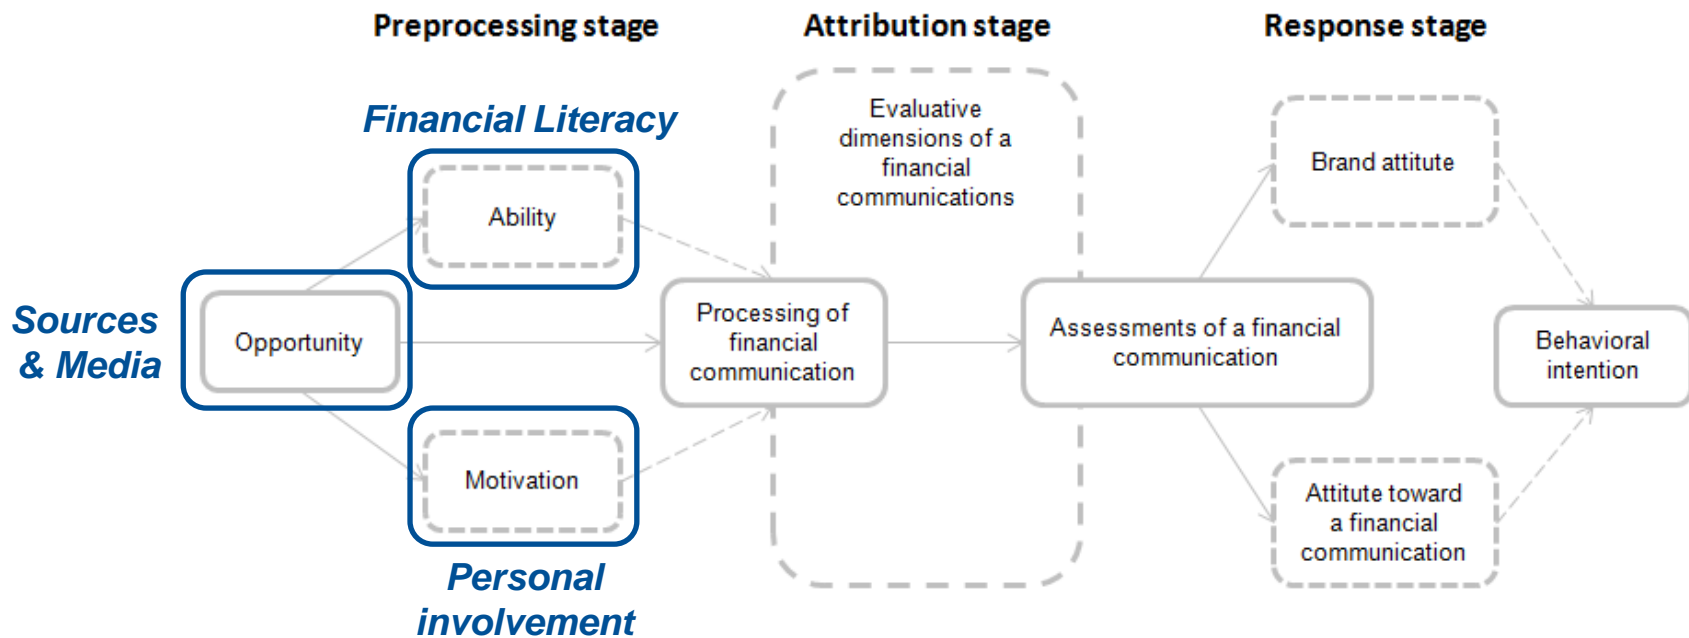 Preprocessing stage
Attribution stage
Response stage
Financial Literacy
Ability
Sources
& Media
Opportunity
Motivation
Personal
involvement
Processing of
financial
communication
Evaluative
dimensions of a
financial
communications
Assessments of a financial
communication
Brand attitute
Attitute toward
a financial
communication
Behavioral
intention